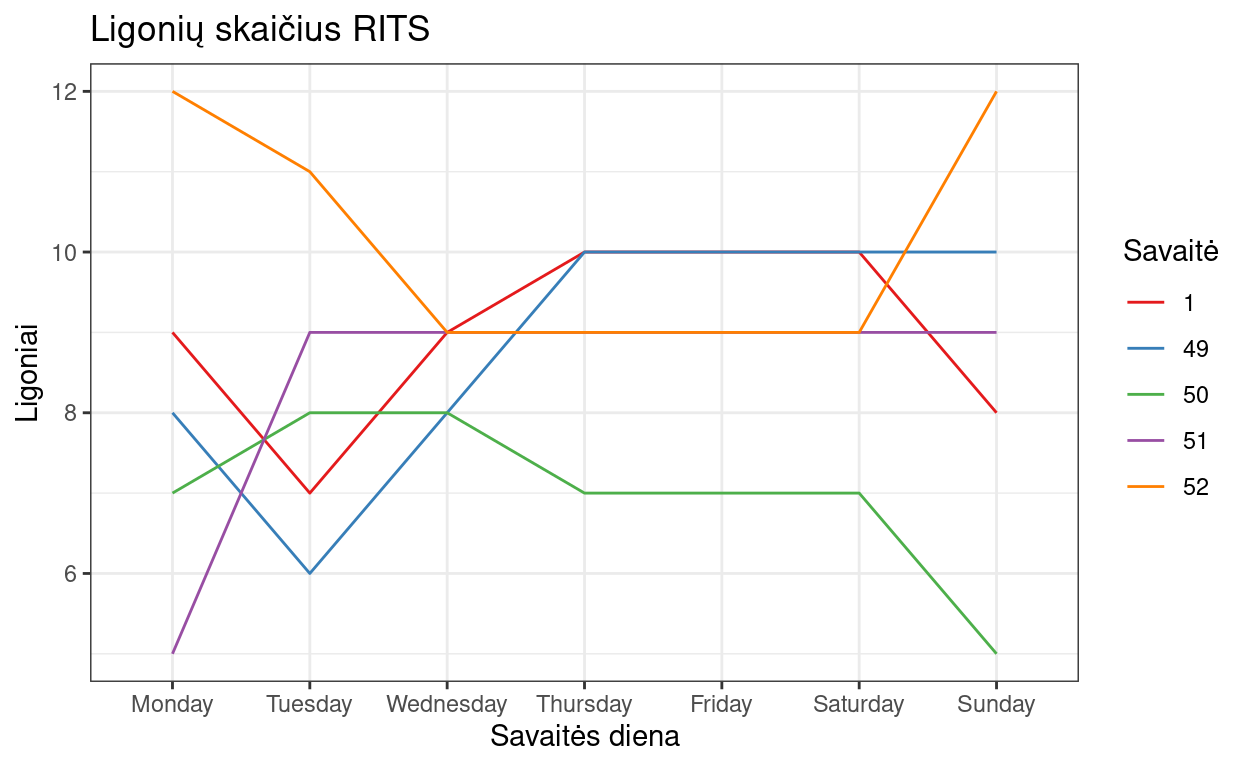 Ligonių skaičius RITS
12
10
8
6
Ligoniai
Monday Tuesday Wednesday Thursday Friday Saturday Sunday
Savaitės diena
Savaitė
1
49
50
51
52